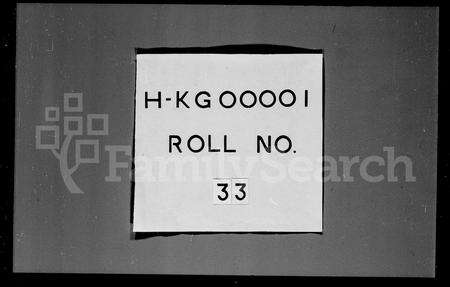 H-KG00001
ROLL NO.
33
FamilySearch